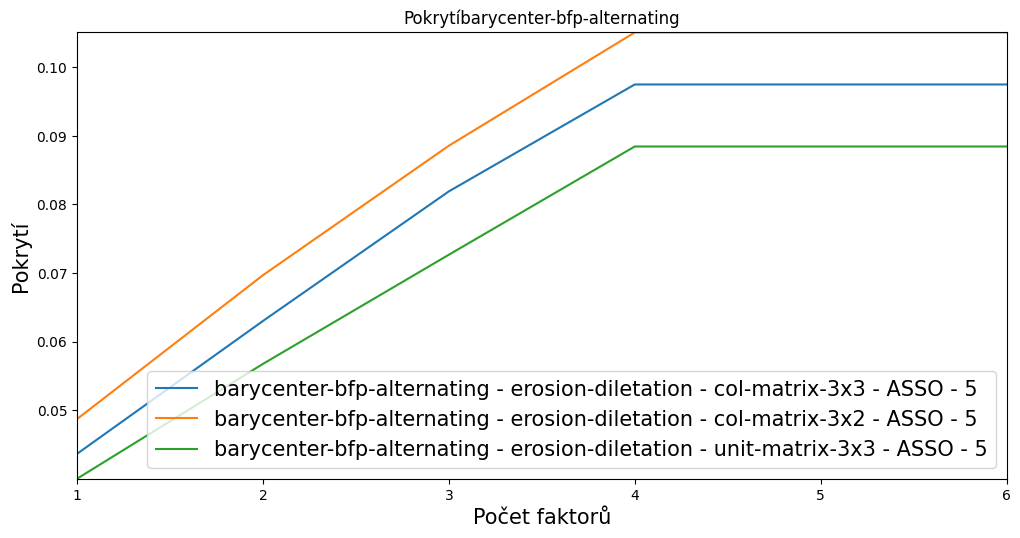 Pokrytíbarycenter-bfp-alternating
0.10
0.09
0.08
0.07
0.06
0.05
Pokrytí
barycenter-bfp-alternating - erosion-diletation - col-matrix-3x3 - ASSO - 5
barycenter-bfp-alternating - erosion-diletation - col-matrix-3x2 - ASSO - 5
barycenter-bfp-alternating - erosion-diletation - unit-matrix-3x3 - ASSO - 5
1 2 3 4 5 6
Počet faktorů